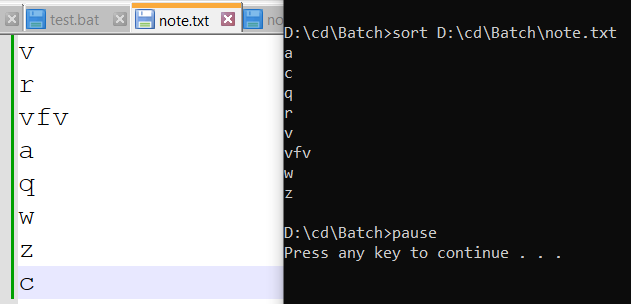 test.bat note.txt no
v
r
vfv
a
q
w
z
c
D:\cd\Batch>sort D:\cd\Batch\note.txt
a
c
q
r
v
vfv
w
z
D:\cd\Batch>pause
Press any key to continue . . .